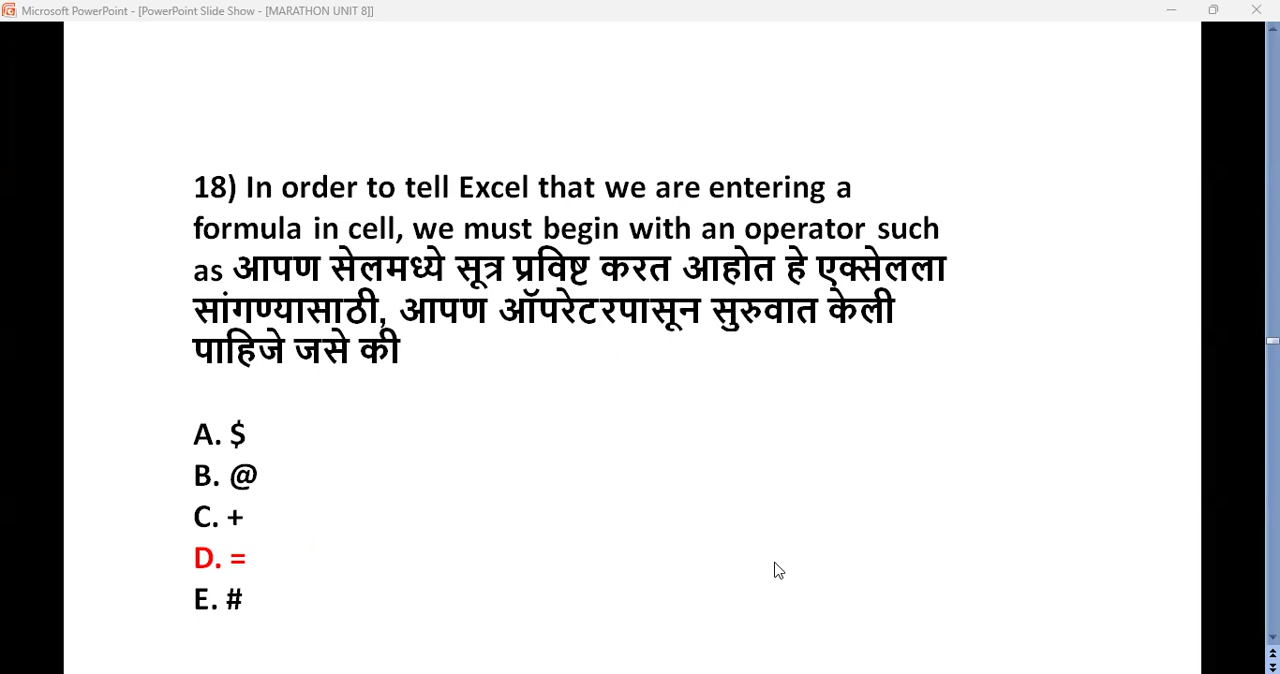 Microsoft PowerPoint - [PowerPoint Slide Show - [MARATHON UNIT 8]]
18) In order to tell Excel that we are entering a
formula in cell, we must begin with an operator such
as आपण सेलमध्ये सूत्र प्रविष्ट करत आहोत हे एक्सेलला
सांगण्यासाठी, आपण ऑपरेटरपासून सुरुवात केली
पाहिजे जसे की
A. $
B. @
C. +
D. =
E. #